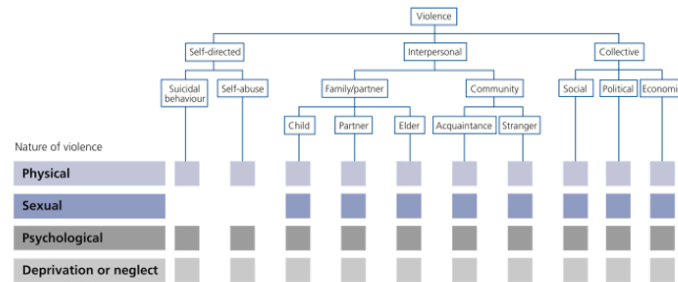 Violence
Self-directed Interpersonal Collective
Suicidal behaviour Self-abuse Family/partner Community Social Political Economi
Child Partner Elder Acquaintance Stranger
Nature of violence
Physical
Sexual
Psychological
Deprivation or neglect